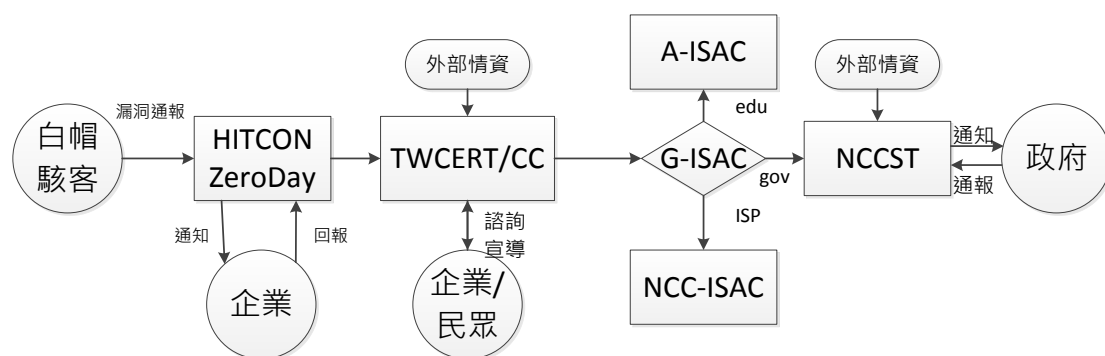 白帽
駭客
漏洞通報
HITCON
ZeroDay
通知
回報
企業
外部情資
TWCERT/CC
諮詢
宣導
企業/
民眾
A-ISAC
edu
G-ISAC
gov
ISP
NCC-ISAC
外部情資
NCCST
通知
通報
政府